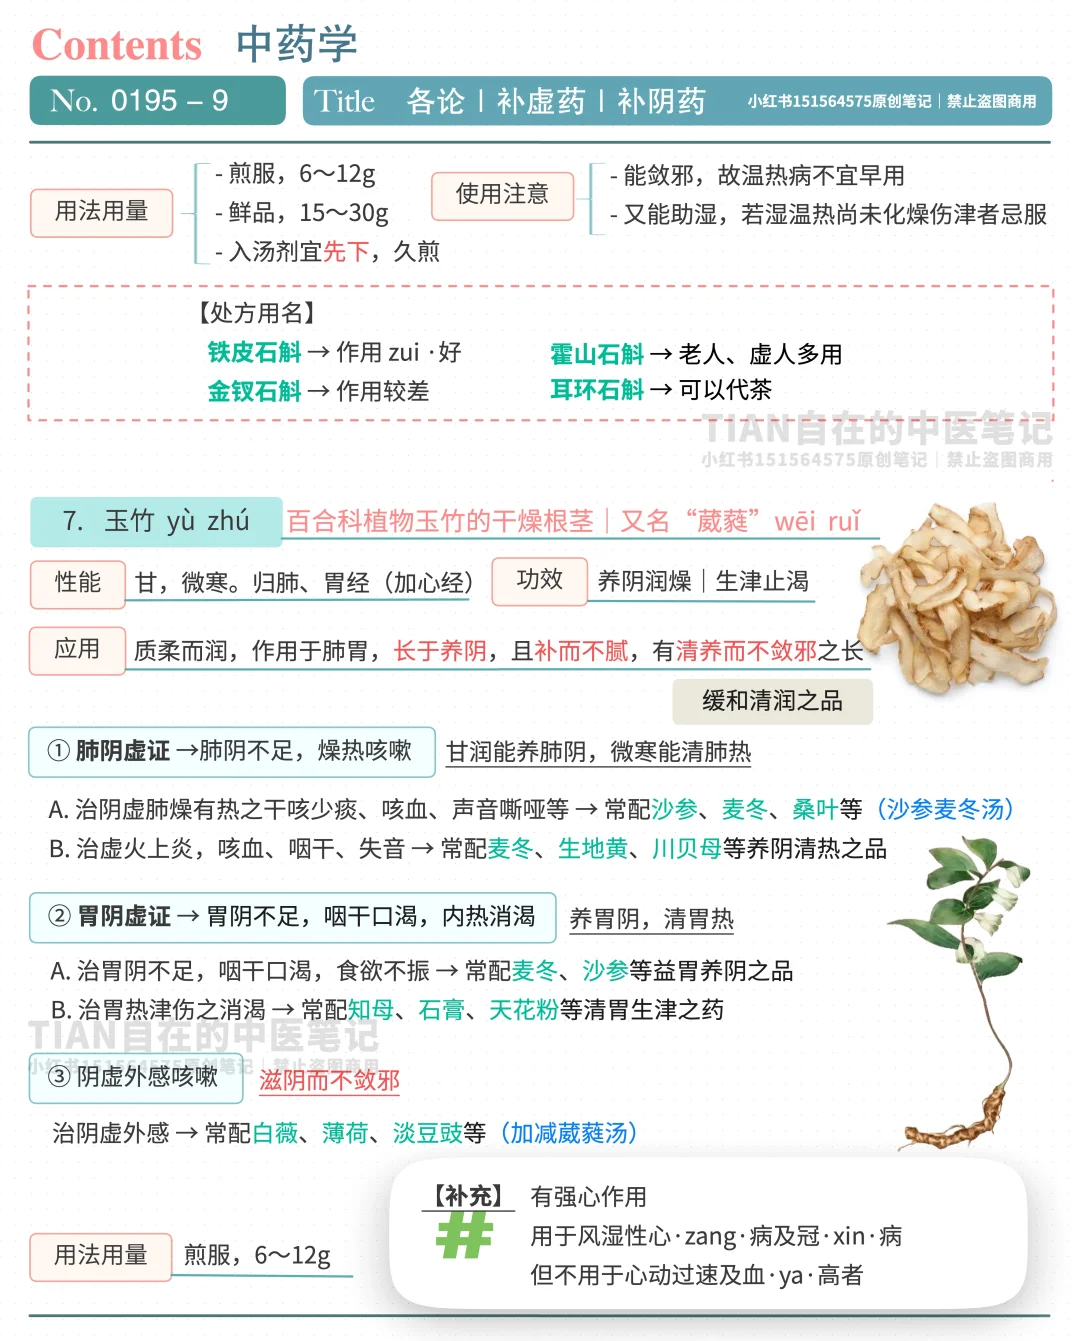 Contents 中药学
No. 0195 – 9
Title 各论 | 补虚药 | 补阴药 小红书151564575原创笔记｜禁止盗图商用
用法用量
- 煎服，6～12g
- 鲜品，15～30g
- 入汤剂宜先下，久煎
使用注意
- 能敛邪，故温热病不宜早用
- 又能助湿，若湿温热尚未化燥伤津者忌服
【处方用名】
铁皮石斛 → 作用 zui ·好
霍山石斛 → 老人、虚人多用
金钗石斛 → 作用较差
耳环石斛 → 可以代茶
TIAN自在的中医笔记
小红书151564575原创笔记｜禁止盗图商用
7. 玉竹 yù zhú 百合科植物玉竹的干燥根茎｜又名“葳蕤”wēi ruǐ
性能 甘，微寒。归肺、胃经（加心经）
功效 养阴润燥｜生津止渴
应用 质柔而润，作用于肺胃，长于养阴，且补而不腻，有清养而不敛邪之长
缓和清润之品
① 肺阴虚证 →肺阴不足，燥热咳嗽 甘润能养肺阴，微寒能清肺热
A. 治阴虚肺燥有热之干咳少痰、咳血、声音嘶哑等 → 常配沙参、麦冬、桑叶等（沙参麦冬汤）
B. 治虚火上炎，咳血、咽干、失音 → 常配麦冬、生地黄、川贝母等养阴清热之品
② 胃阴虚证 → 胃阴不足，咽干口渴，内热消渴 养胃阴，清胃热
A. 治胃阴不足，咽干口渴，食欲不振 → 常配麦冬、沙参等益胃养阴之品
B. 治胃热津伤之消渴 → 常配知母、石膏、天花粉等清胃生津之药
TIAN自在的中医笔记
小红书151564575原创笔记｜禁止盗图商用
③ 阴虚外感咳嗽 滋阴而不敛邪
治阴虚外感 → 常配白薇、薄荷、淡豆豉等（加减葳蕤汤）
用法用量 煎服，6～12g
【补充】
#
有强心作用
用于风湿性心·zang·病及冠·xin·病
但不用于心动过速及血·ya·高者